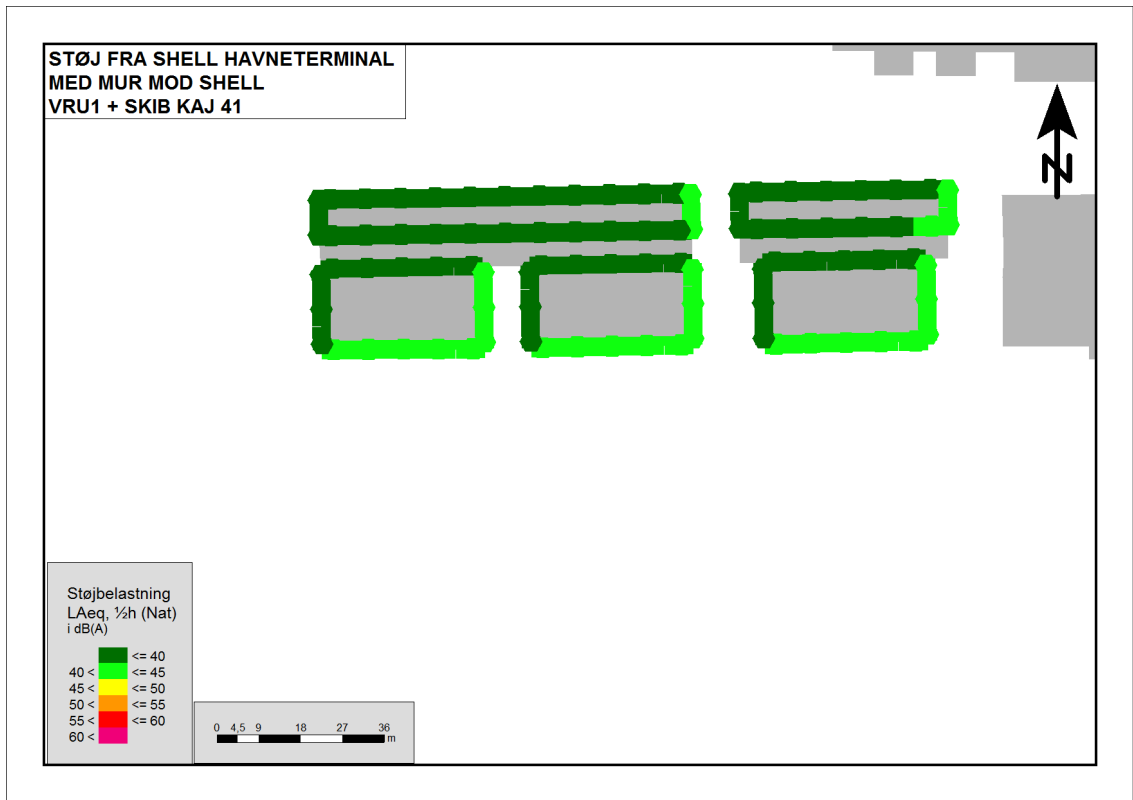 STØJ FRA SHELL HAVNETERMINAL
MED MUR MOD SHELL
VRU1 + SKIB KAJ 41
N
Støjbelastning
LAeq, ½h (Nat)
i dB(A)
<= 40
40 < <= 45
45 < <= 50
50 < <= 55
55 < <= 60
60 <
0 4,5 9 18 27 36
m